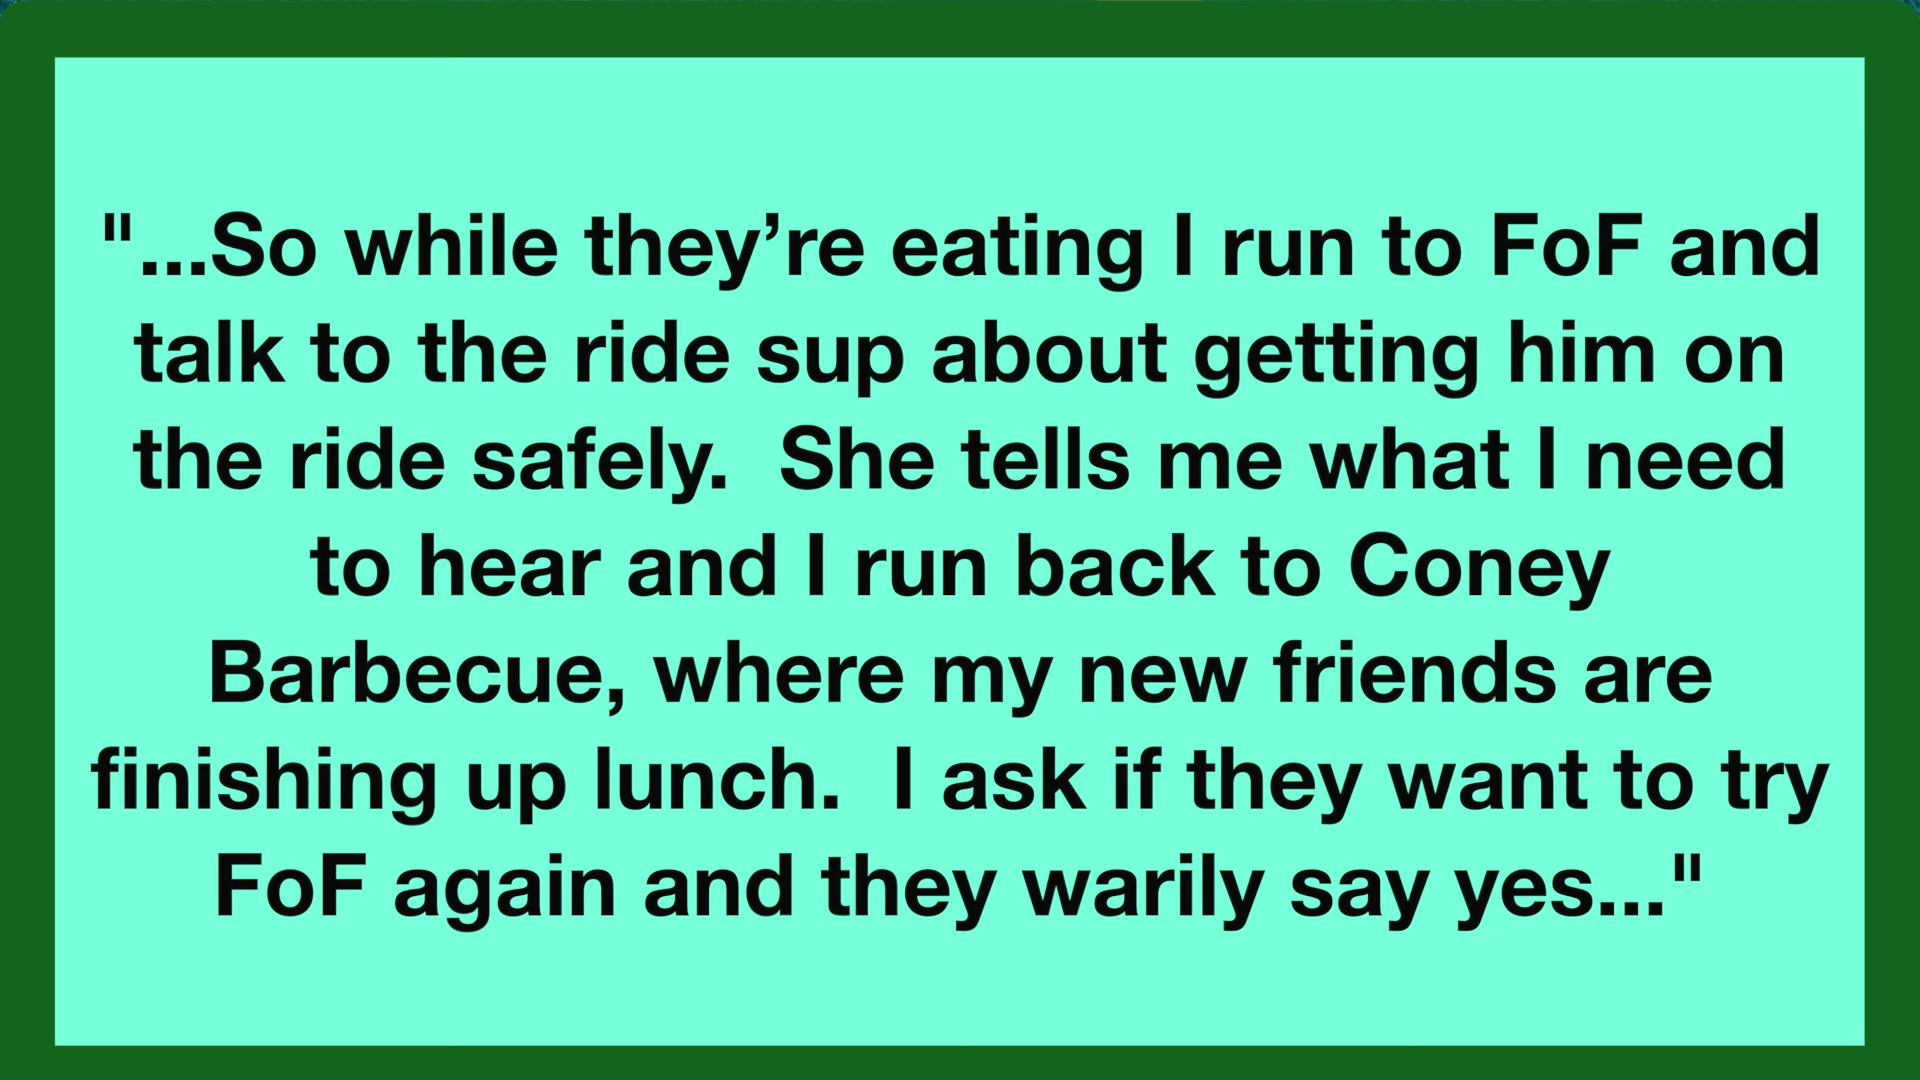 "...So while they’re eating I run to FoF and
talk to the ride sup about getting him on
the ride safely.  She tells me what I need
to hear and I run back to Coney
Barbecue, where my new friends are
finishing up lunch.  I ask if they want to try
FoF again and they warily say yes..."